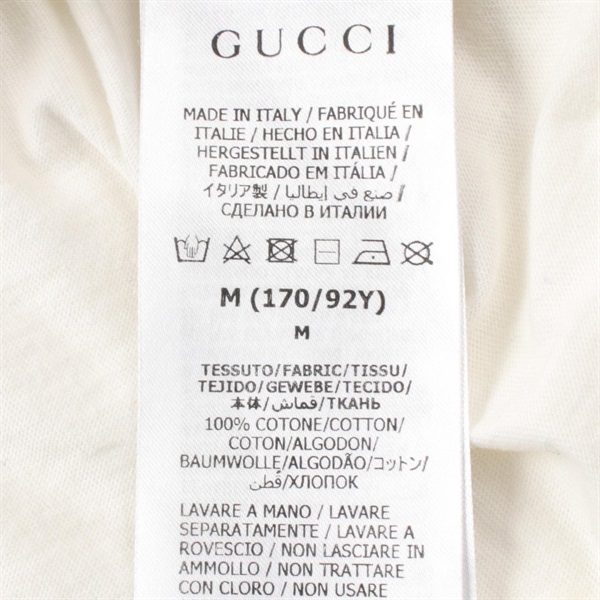 GUCCI
MADE IN ITALY / FABRIQUÉ EN
ITALIE / HECHO EN ITALIA /
HERGESTELLT IN ITALIEN /
FABRICADO EM ITÁLIA /
イタリア製 / صنع في إيطاليا /
СДЕЛАНО В ИТАЛИИ
M (170/92Y)
M
TESSUTO/FABRIC/TISSU/
TEJIDO/GEWEBE/TECIDO/
本体/قماش/ТКАНЬ
100% COTONE/COTTON/
COTON/ALGODON/
BAUMWOLLE/ALGODÃO/コットン/
قطن/ХЛОПОК
LAVARE A MANO / LAVARE
SEPARATAMENTE / LAVARE A
ROVESCIO / NON LASCIARE IN
AMMOLLO / NON TRATTARE
CON CLORO / NON USARE